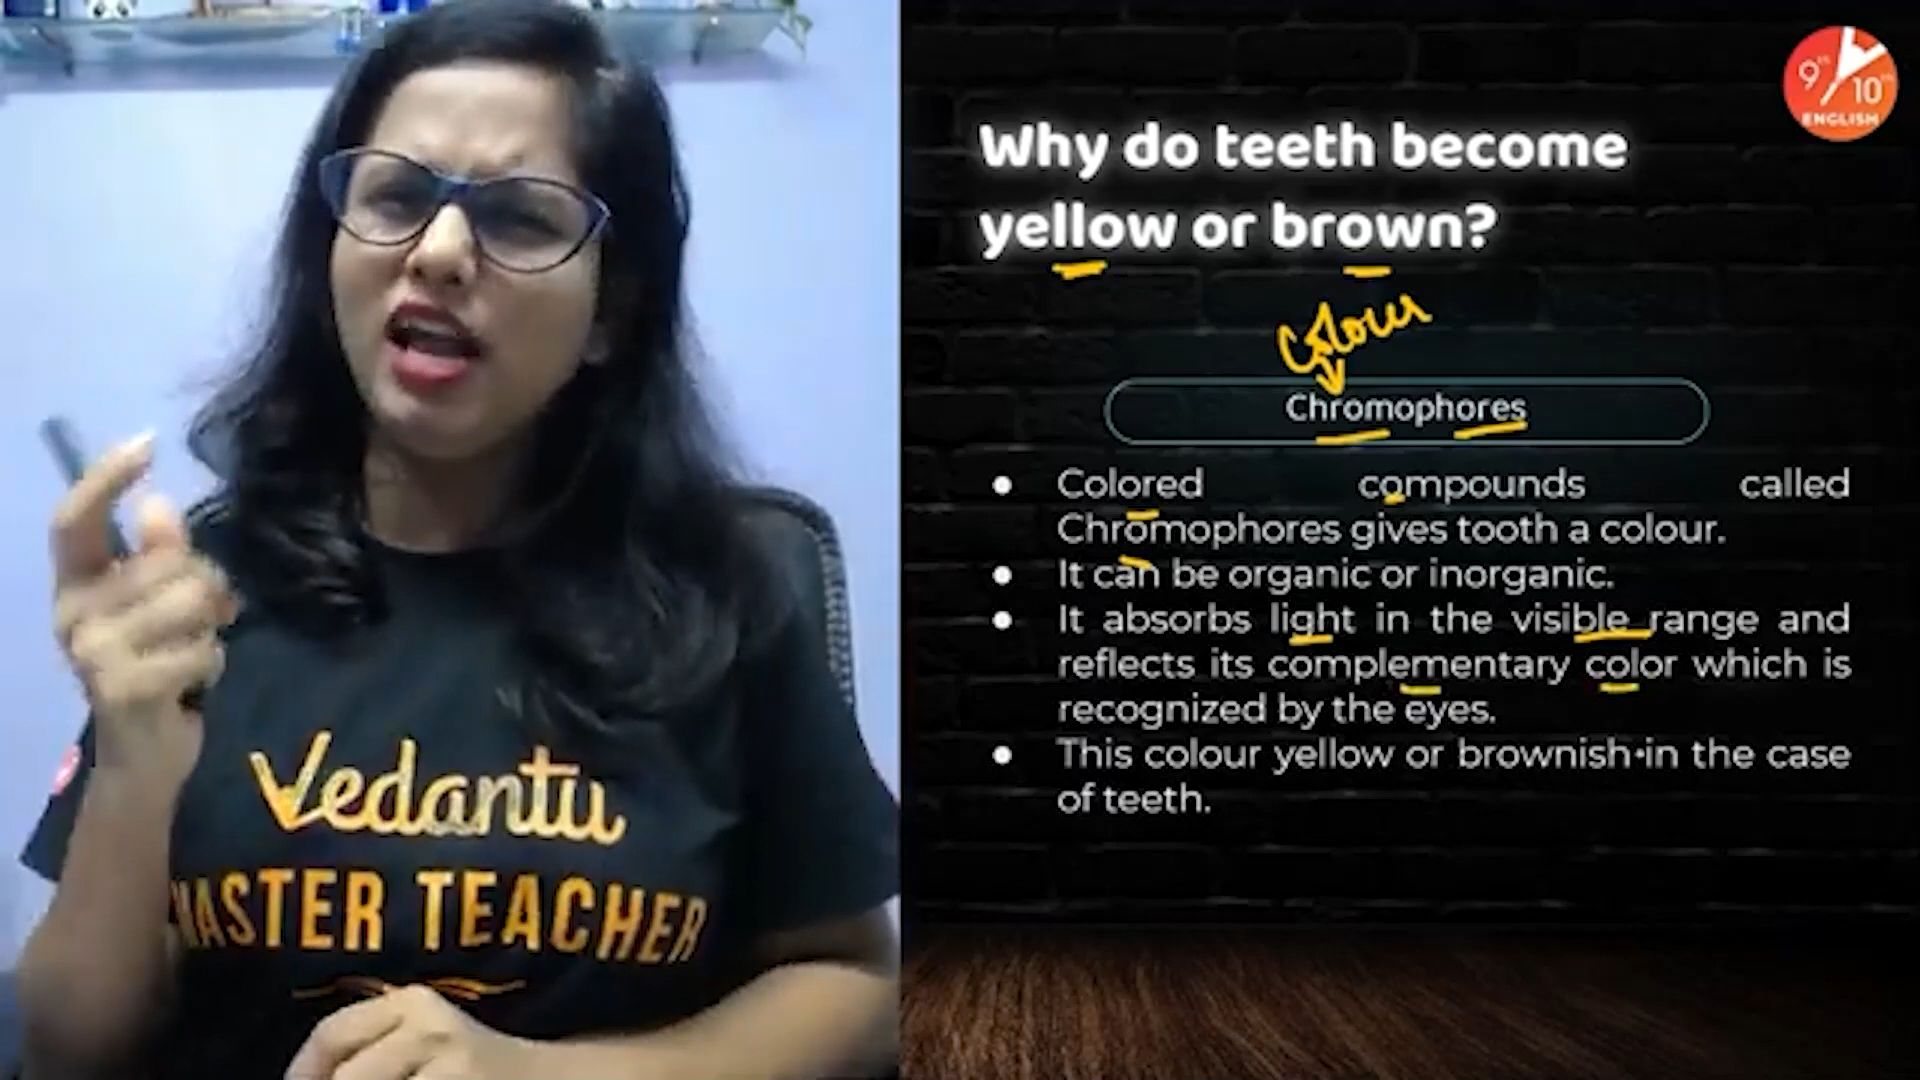 9th
10th
ENGLISH
Why do teeth become
yellow or brown?
Colour
Chromophores
• Colored compounds called
Chromophores gives tooth a colour.
• It can be organic or inorganic.
• It absorbs light in the visible range and
reflects its complementary color which is
recognized by the eyes.
• This colour yellow or brownish in the case
of teeth.
Vedantu
MASTER TEACHER